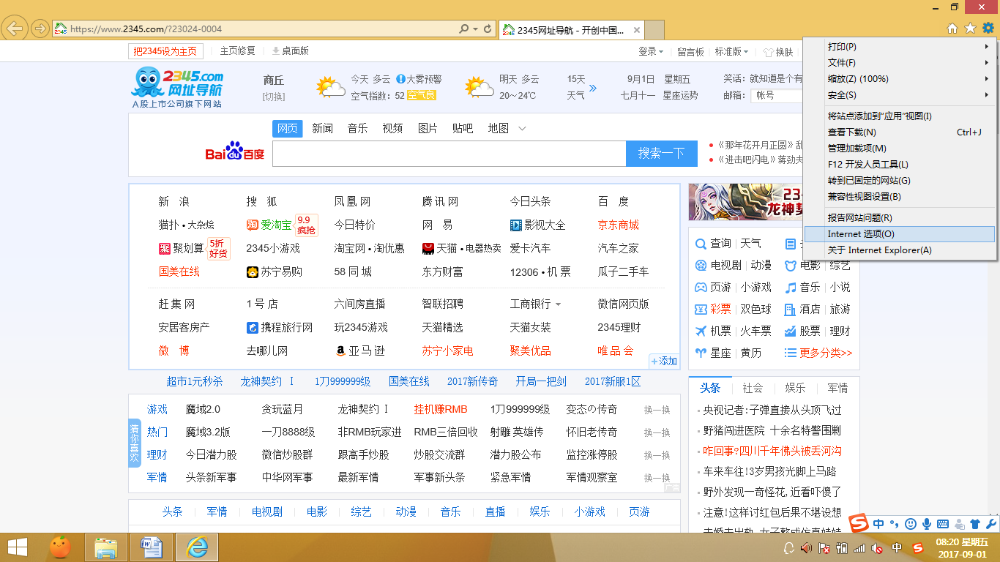 https://www.2345.com/?23024-0004
2345网址导航 - 开创中国...
把2345设为主页 主页修复 桌面版 登录 留言板 标准版 换肤
2345.com
网址导航
A股上市公司旗下网站
商丘
[切换]
今天 多云 大雾预警
空气指数：52 空气良
明天 多云
20～24℃
15天
天气
9月1日 星期五
七月十一 星座运势
笑话：就知道是个有
邮箱： 帐号
网页 新闻 音乐 视频 图片 贴吧 地图
Bai du 百度
搜索一下
《那年花开月正圆》
《进击吧闪电》蒋劲夫
新 浪 搜 狐 凤 凰 网 腾 讯 网 今日头条 百 度
猫扑 • 大杂烩 淘 爱淘宝 9.9疯抢 今日特价 网 易 影视大全 京东商城
聚 聚划算 5折好货 2345小游戏 淘宝网 • 淘优惠 天猫 • 电器热卖 爱卡汽车 汽车之家
国美在线 苏宁易购 58 同 城 东方财富 12306 • 机 票 瓜子二手车
赶 集 网 1 号 店 六间房直播 智联招聘 工商银行 微信网页版
安居客房产 携程旅行网 玩2345游戏 天猫精选 天猫女装 2345理财
微 博 去哪儿网 亚 马 逊 苏宁小家电 聚美优品 唯 品 会
+添加
超市1元秒杀 龙神契约 Ⅰ 1刀999999级 国美在线 2017新传奇 开局一把剑 2017新服1区
猜你喜欢
游戏 魔域2.0 贪玩蓝月 龙神契约 Ⅰ 挂机赚RMB 1刀999999级 变态の传奇 换一换
热门 魔域3.2版 一刀8888级 非RMB玩家进 RMB三倍回收 射雕英雄传 怀旧老传奇 换一换
理财 今日潜力股 微信炒股群 跟高手炒股 炒股交流群 潜力股公布 监控涨停股 换一换
军情 头条新军事 中华网军事 最新军情 军事新头条 紧急军情 军情观察室 换一换
广告
头条 军情 电视剧 电影 综艺 动漫 音乐 直播 娱乐 小游戏 页游
234
龙神契
查询 天气
电视剧 动漫 电影 综艺
页游 小游戏 音乐 小说
彩票 双色球 酒店 旅游
机票 火车票 股票 理财
星座 黄历 更多分类>>
头条 社会 娱乐 军情
央视记者:子弹直接从头顶飞过
野猪闯进医院 十余名特警围剿
咋回事?四川千年佛头被丢河沟
车来车往!3岁男孩光脚上马路
野外发现一奇怪花,近看吓傻了
注意!这样讨红包后果不堪设想
打印(P)
文件(F)
缩放(Z) (100%)
安全(S)
将站点添加到“应用”视图(I)
查看下载(N) Ctrl+J
管理加载项(M)
F12 开发人员工具(L)
转到已固定的网站(G)
兼容性视图设置(B)
报告网站问题(R)
Internet 选项(O)
关于 Internet Explorer(A)
S 中
中 S
08:20 星期五
2017-09-01